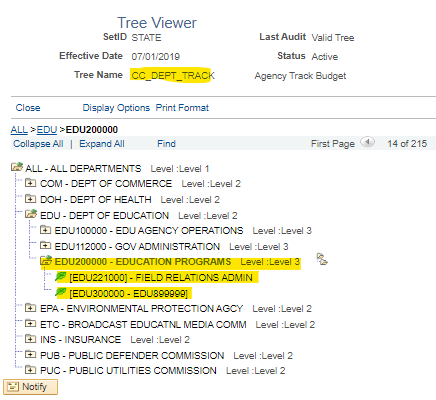 Tree Viewer
SetID STATE Last Audit Valid Tree
Effective Date 07/01/2019 Status Active
Tree Name CC_DEPT_TRACK Agency Track Budget
Close Display Options Print Format
ALL >EDU >EDU200000
Collapse All | Expand All Find First Page 14 of 215
ALL - ALL DEPARTMENTS Level :Level 1
COM - DEPT OF COMMERCE Level :Level 2
DOH - DEPT OF HEALTH Level :Level 2
EDU - DEPT OF EDUCATION Level :Level 2
EDU100000 - EDU AGENCY OPERATIONS Level :Level 3
EDU112000 - GOV ADMINISTRATION Level :Level 3
EDU200000 - EDUCATION PROGRAMS Level :Level 3
[EDU221000] - FIELD RELATIONS ADMIN
[EDU300000 - EDU899999]
EPA - ENVIRONMENTAL PROTECTION AGCY Level :Level 2
ETC - BROADCAST EDUCATNL MEDIA COMM Level :Level 2
INS - INSURANCE Level :Level 2
PUB - PUBLIC DEFENDER COMMISSION Level :Level 2
PUC - PUBLIC UTILITIES COMMISSION Level :Level 2
Notify